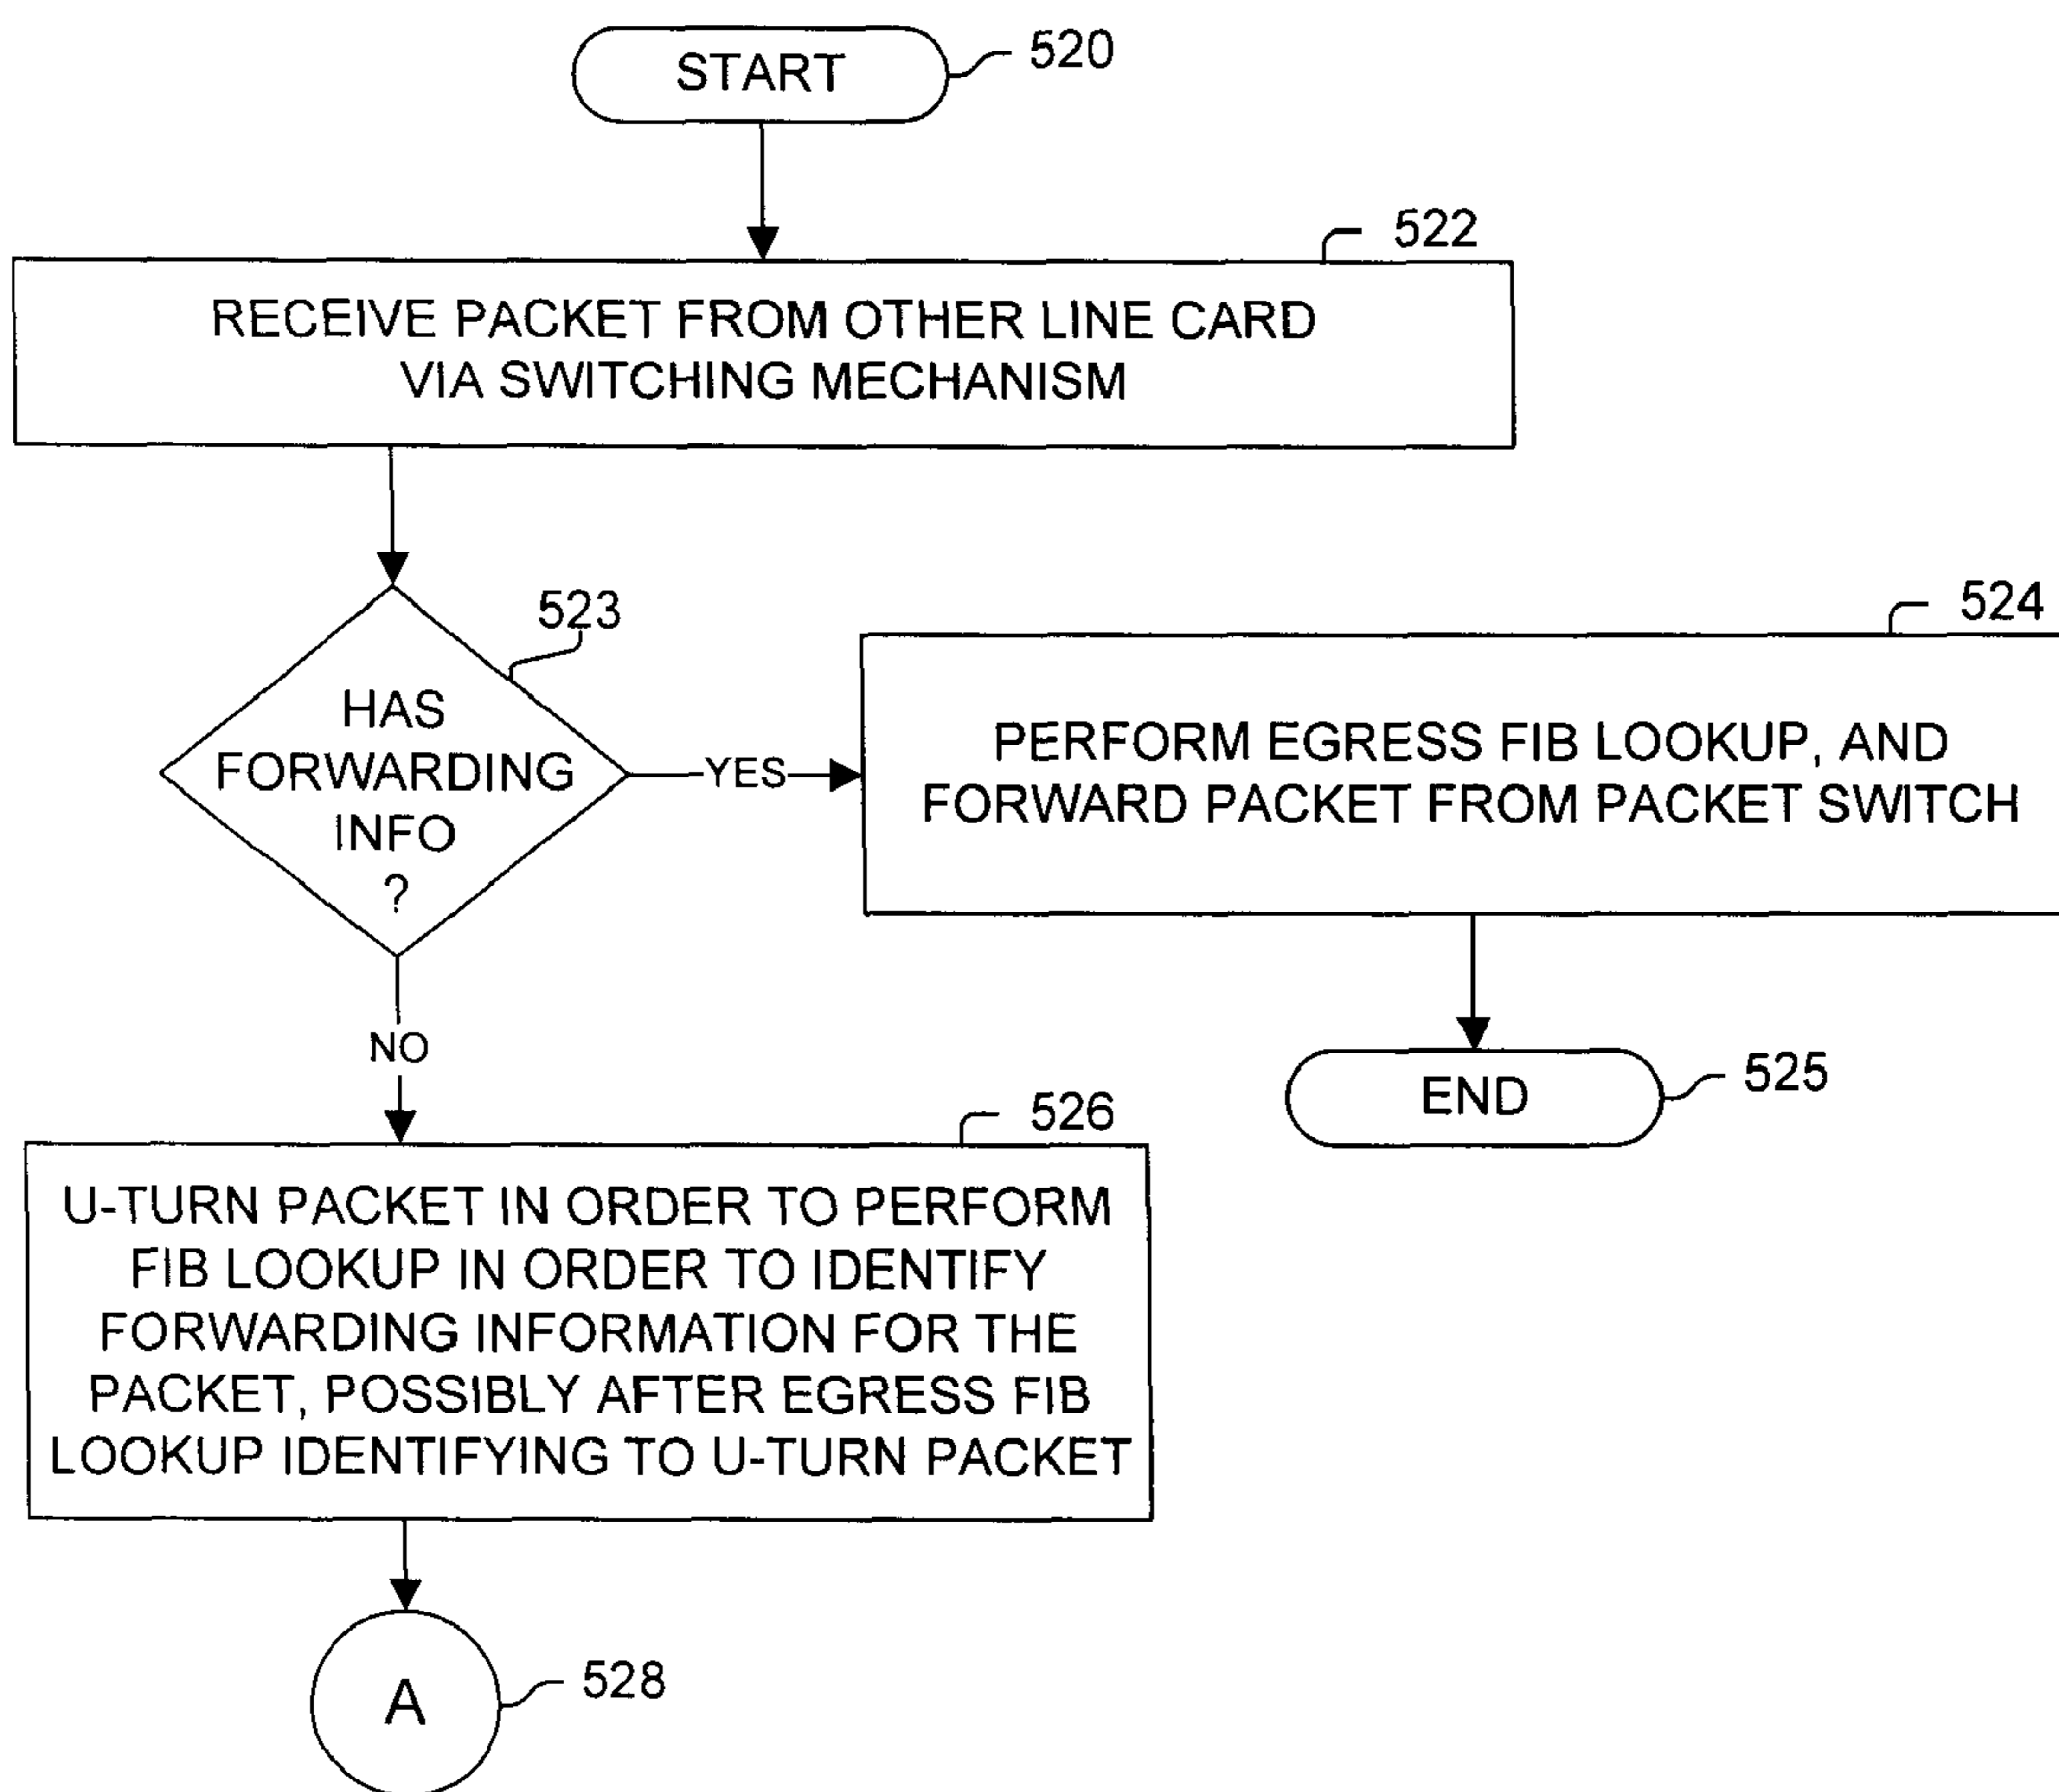 START
520
522
RECEIVE PACKET FROM OTHER LINE CARD
VIA SWITCHING MECHANISM
523
HAS
FORWARDING
INFO
?
YES
524
PERFORM EGRESS FIB LOOKUP, AND
FORWARD PACKET FROM PACKET SWITCH
END
525
NO
526
U-TURN PACKET IN ORDER TO PERFORM
FIB LOOKUP IN ORDER TO IDENTIFY
FORWARDING INFORMATION FOR THE
PACKET, POSSIBLY AFTER EGRESS FIB
LOOKUP IDENTIFYING TO U-TURN PACKET
A
528